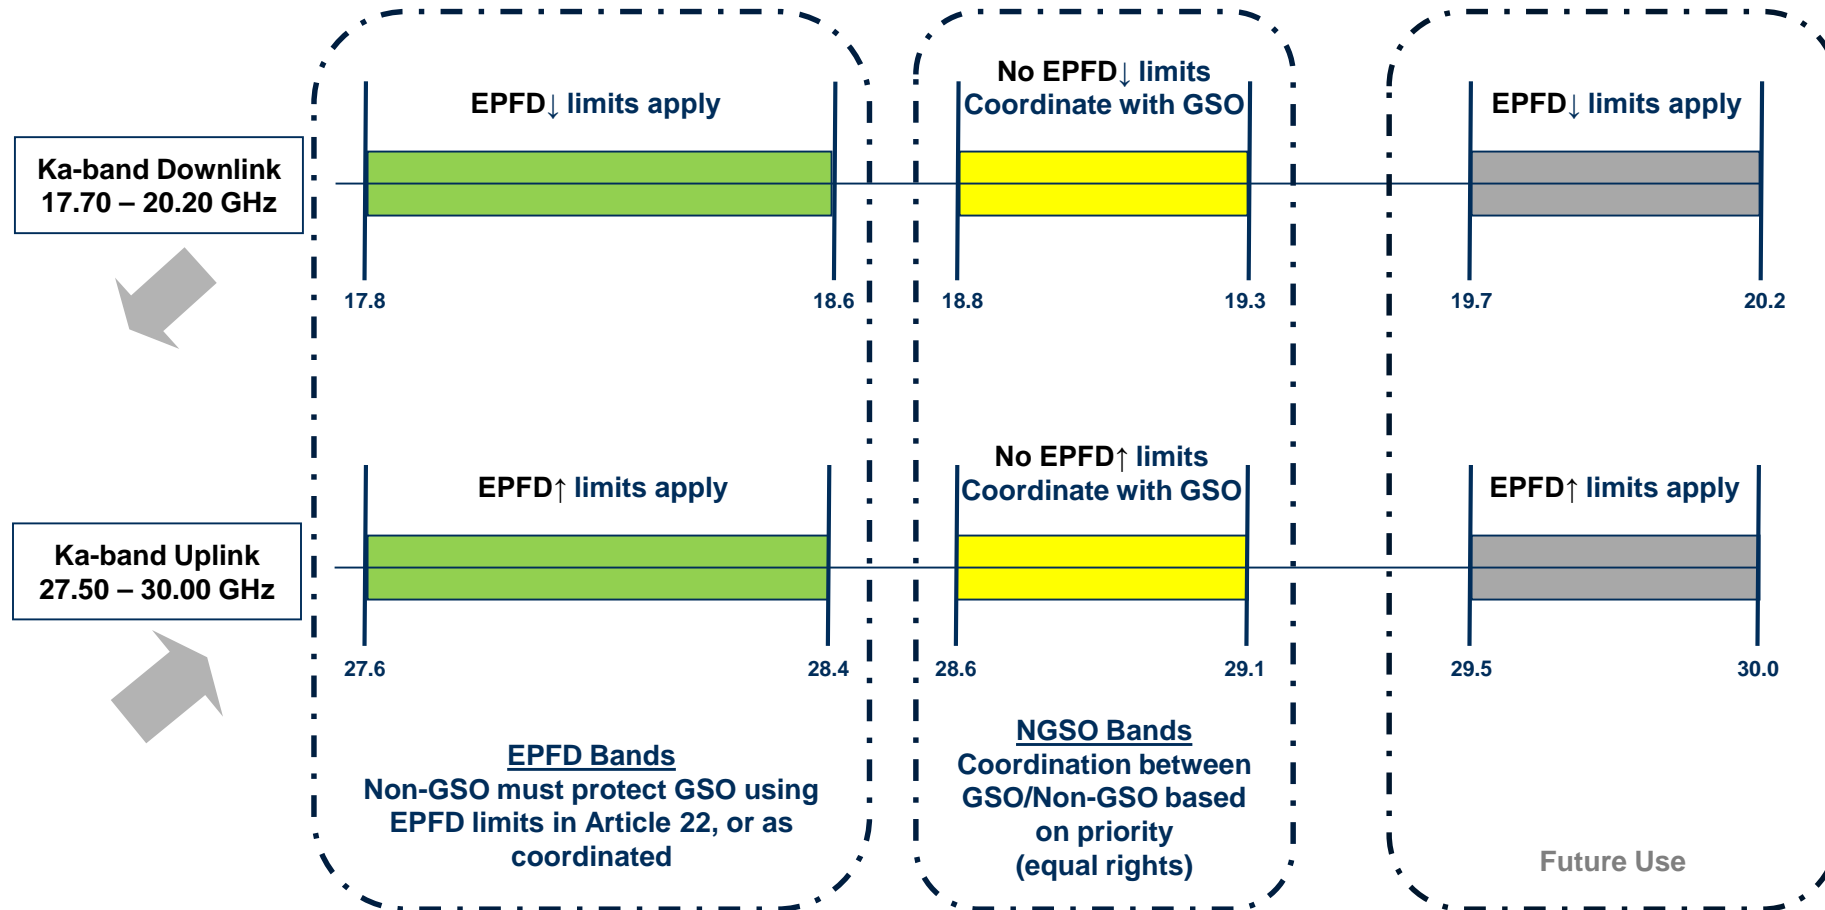 No EPFD↓ limits
EPFD↓ limits apply
Coordinate with GSO
EPFD↓ limits apply
Ka-band Downlink
17.70 – 20.20 GHz
17.8
18.6
18.8
19.3
19.7
20.2
No EPFD↑ limits
EPFD↑ limits apply
Coordinate with GSO
EPFD↑ limits apply
Ka-band Uplink
27.50 – 30.00 GHz
27.6
28.4
28.6
29.1
29.5
30.0
EPFD Bands
Non-GSO must protect GSO using
EPFD limits in Article 22, or as
coordinated
NGSO Bands
Coordination between
GSO/Non-GSO based
on priority
(equal rights)
Future Use